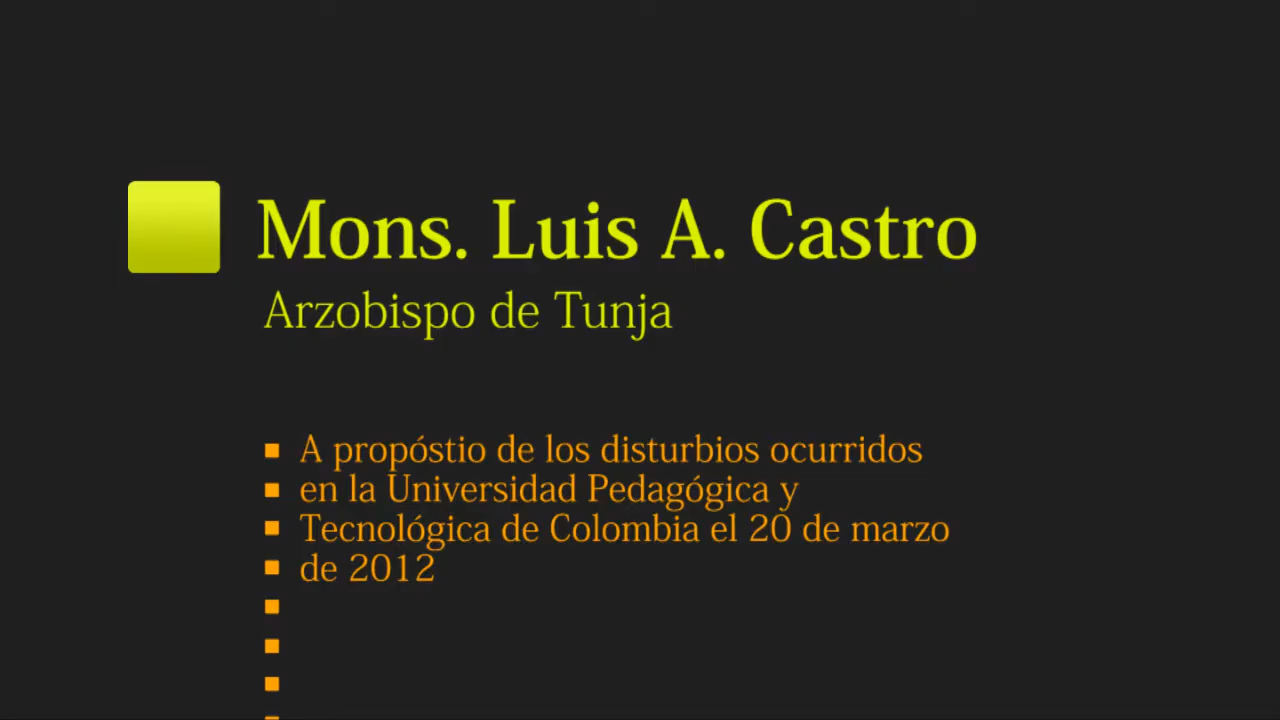 Mons. Luis A. Castro
Arzobispo de Tunja
A propóstio de los disturbios ocurridos
en la Universidad Pedagógica y
Tecnológica de Colombia el 20 de marzo
de 2012